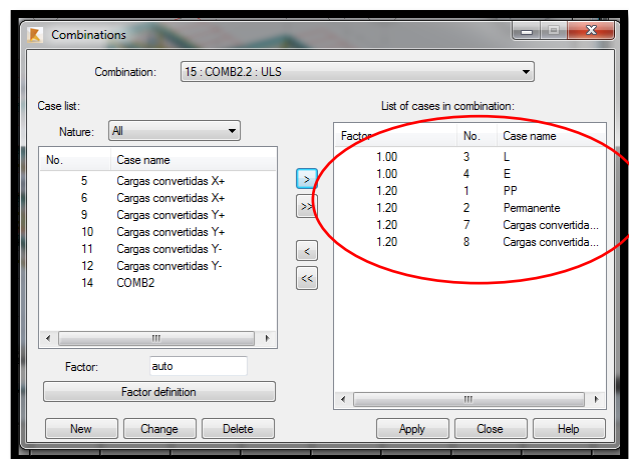 Combinations
Combination: 15 : COMB2.2 : ULS
Case list:
Nature: All
No. Case name
5 Cargas convertidas X+
6 Cargas convertidas X+
9 Cargas convertidas Y+
10 Cargas convertidas Y+
11 Cargas convertidas Y-
12 Cargas convertidas Y-
14 COMB2
>
>>
<
<<
List of cases in combination:
Factor No. Case name
1.00 3 L
1.00 4 E
1.20 1 PP
1.20 2 Permanente
1.20 7 Cargas convertida...
1.20 8 Cargas convertida...
Factor: auto
Factor definition
New Change Delete
Apply Close Help